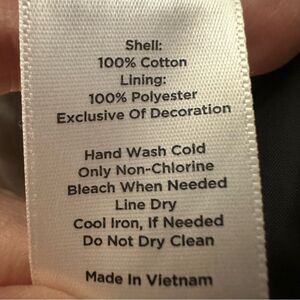 Shell:
100% Cotton
Lining:
100% Polyester
Exclusive Of Decoration
Hand Wash Cold
Only Non-Chlorine
Bleach When Needed
Line Dry
Cool Iron, If Needed
Do Not Dry Clean
Made In Vietnam